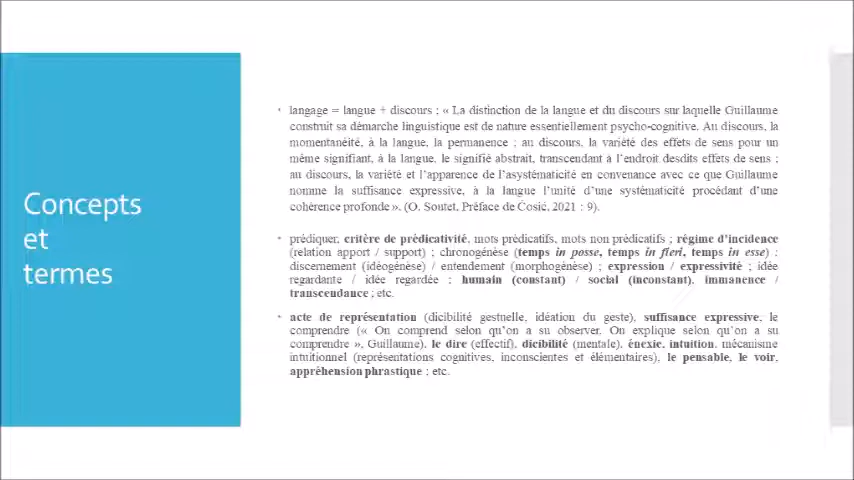 Concepts
et
termes
langage = langue + discours ; « La distinction de la langue et du discours sur laquelle Guillaume
construit sa démarche linguistique est de nature essentiellement psycho-cognitive. Au discours, la
momentanéité, à la langue, la permanence ; au discours, la variété des effets de sens pour un
même signifiant, à la langue, le signifié abstrait, transcendant à l'endroit desdits effets de sens ;
au discours, la variété et l'apparence de l'asystématicité en convenance avec ce que Guillaume
nomme la suffisance expressive, à la langue l'unité d'une systématicité procédant d'une
cohérence profonde ». (O. Soutet, Préface de Ćosić, 2021 : 9).
prédiquer, critère de prédicativité, mots prédicatifs, mots non prédicatifs ; régime d'incidence
(relation apport / support) ; chronogénèse (temps in posse, temps in fieri, temps in esse) ;
discernement (idéogénèse) / entendement (morphogénèse) ; expression / expressivité ; idée
regardante / idée regardée ; humain (constant) / social (inconstant), immanence /
transcendance ; etc.
acte de représentation (dicibilité gestuelle, idéation du geste), suffisance expressive, le
comprendre (« On comprend selon qu'on a su observer. On explique selon qu'on a su
comprendre ». Guillaume), le dire (effectif), dicibilité (mentale), énexie, intuition, mécanisme
intuitionnel (représentations cognitives, inconscientes et élémentaires), le pensable, le voir,
appréhension phrastique ; etc.